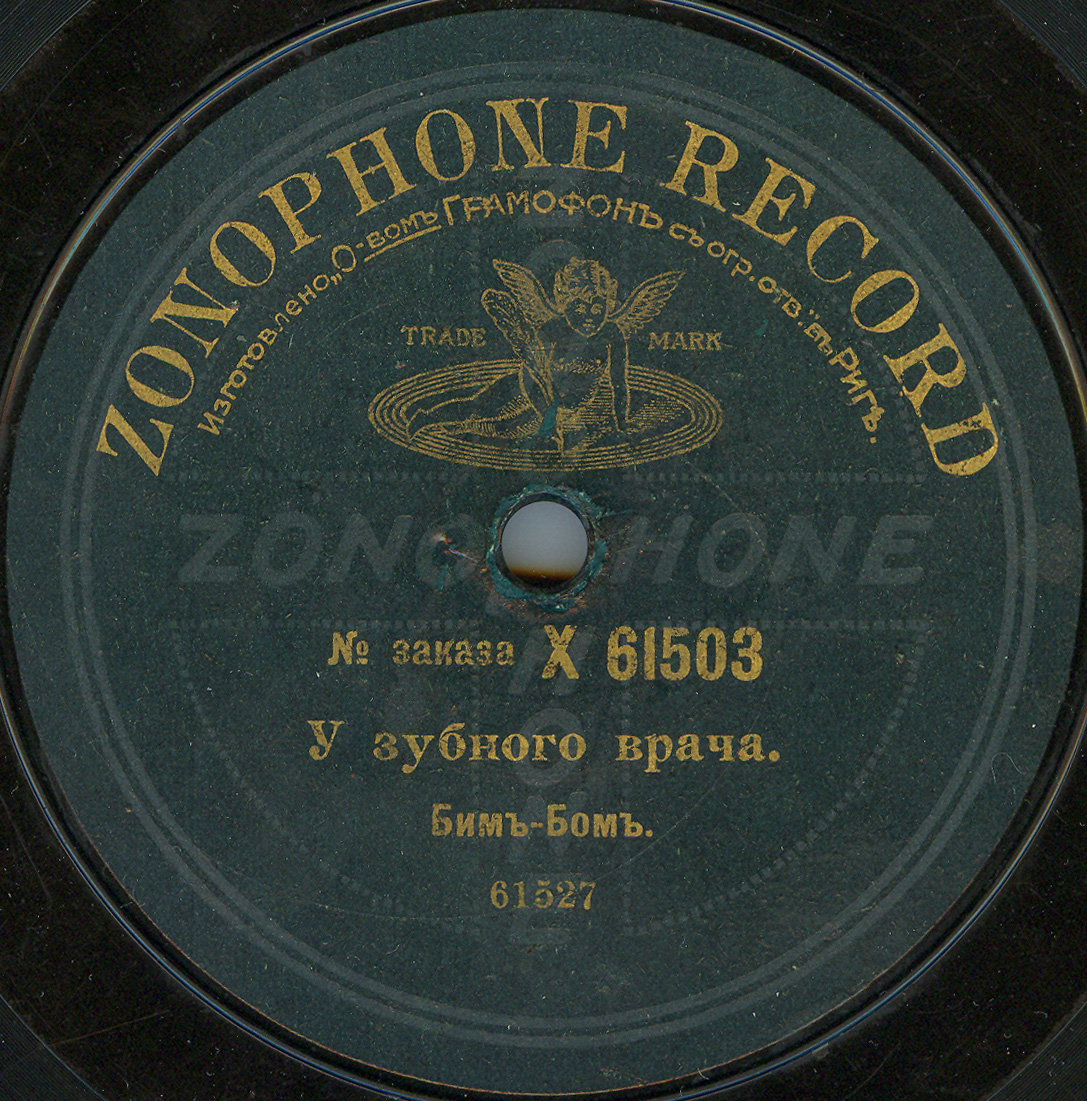 ZONOPHONE RECORD
Изготовлено „О-вомъ ГРАМОФОНЪ съ огр. отв.“ въ Ригѣ.
TRADE MARK
ZONOPHONE
№ заказа X 61503
У зубного врача.
Бимъ-Бомъ.
61527